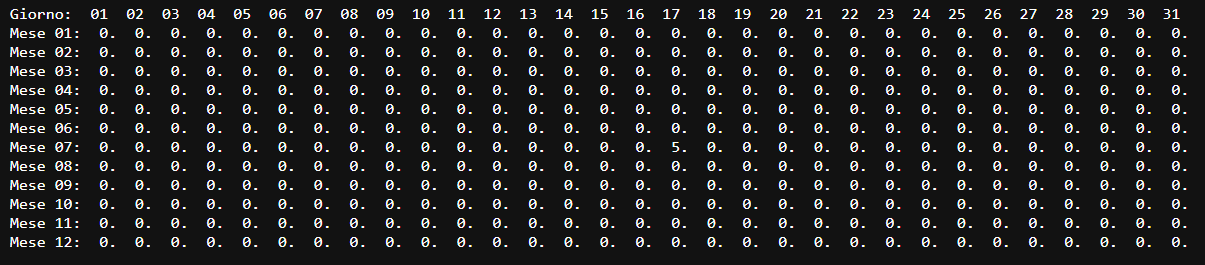 Giorno: 01 02 03 04 05 06 07 08 09 10 11 12 13 14 15 16 17 18 19 20 21 22 23 24 25 26 27 28 29 30 31
Mese 01: 0. 0. 0. 0. 0. 0. 0. 0. 0. 0. 0. 0. 0. 0. 0. 0. 0. 0. 0. 0. 0. 0. 0. 0. 0. 0. 0. 0. 0. 0. 0.
Mese 02: 0. 0. 0. 0. 0. 0. 0. 0. 0. 0. 0. 0. 0. 0. 0. 0. 0. 0. 0. 0. 0. 0. 0. 0. 0. 0. 0. 0. 0. 0. 0.
Mese 03: 0. 0. 0. 0. 0. 0. 0. 0. 0. 0. 0. 0. 0. 0. 0. 0. 0. 0. 0. 0. 0. 0. 0. 0. 0. 0. 0. 0. 0. 0. 0.
Mese 04: 0. 0. 0. 0. 0. 0. 0. 0. 0. 0. 0. 0. 0. 0. 0. 0. 0. 0. 0. 0. 0. 0. 0. 0. 0. 0. 0. 0. 0. 0. 0.
Mese 05: 0. 0. 0. 0. 0. 0. 0. 0. 0. 0. 0. 0. 0. 0. 0. 0. 0. 0. 0. 0. 0. 0. 0. 0. 0. 0. 0. 0. 0. 0. 0.
Mese 06: 0. 0. 0. 0. 0. 0. 0. 0. 0. 0. 0. 0. 0. 0. 0. 0. 0. 0. 0. 0. 0. 0. 0. 0. 0. 0. 0. 0. 0. 0. 0.
Mese 07: 0. 0. 0. 0. 0. 0. 0. 0. 0. 0. 0. 0. 0. 0. 0. 0. 5. 0. 0. 0. 0. 0. 0. 0. 0. 0. 0. 0. 0. 0. 0.
Mese 08: 0. 0. 0. 0. 0. 0. 0. 0. 0. 0. 0. 0. 0. 0. 0. 0. 0. 0. 0. 0. 0. 0. 0. 0. 0. 0. 0. 0. 0. 0. 0.
Mese 09: 0. 0. 0. 0. 0. 0. 0. 0. 0. 0. 0. 0. 0. 0. 0. 0. 0. 0. 0. 0. 0. 0. 0. 0. 0. 0. 0. 0. 0. 0. 0.
Mese 10: 0. 0. 0. 0. 0. 0. 0. 0. 0. 0. 0. 0. 0. 0. 0. 0. 0. 0. 0. 0. 0. 0. 0. 0. 0. 0. 0. 0. 0. 0. 0.
Mese 11: 0. 0. 0. 0. 0. 0. 0. 0. 0. 0. 0. 0. 0. 0. 0. 0. 0. 0. 0. 0. 0. 0. 0. 0. 0. 0. 0. 0. 0. 0. 0.
Mese 12: 0. 0. 0. 0. 0. 0. 0. 0. 0. 0. 0. 0. 0. 0. 0. 0. 0. 0. 0. 0. 0. 0. 0. 0. 0. 0. 0. 0. 0. 0. 0.